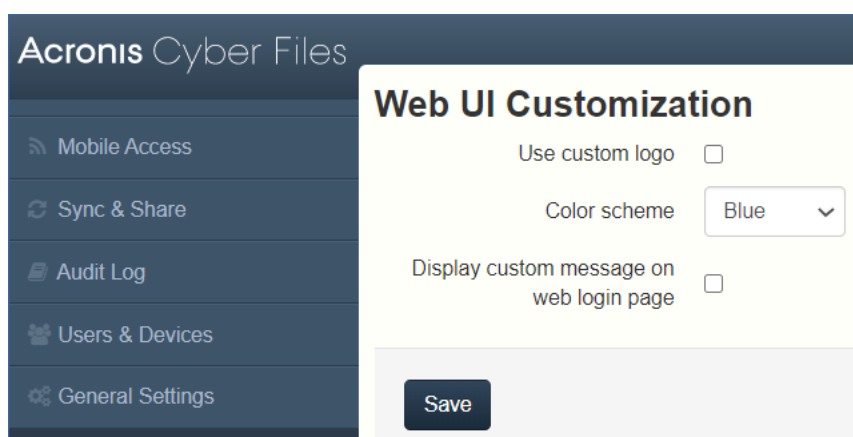 Acronis Cyber Files
Mobile Access
Sync & Share
Audit Log
Users & Devices
General Settings
Web UI Customization
Use custom logo
Color scheme
Blue
Display custom message on
web login page
Save